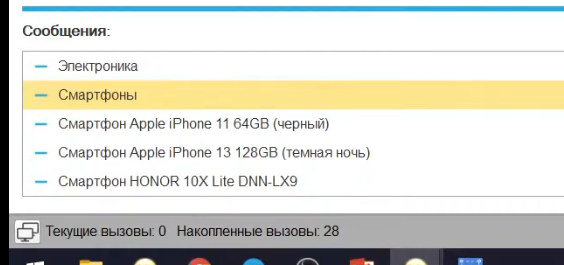 Сообщения:
Электроника
Смартфоны
Смартфон Apple iPhone 11 64GB (черный)
Смартфон Apple iPhone 13 128GB (темная ночь)
Смартфон HONOR 10X Lite DNN-LX9
Текущие вызовы: 0 Накопленные вызовы: 28